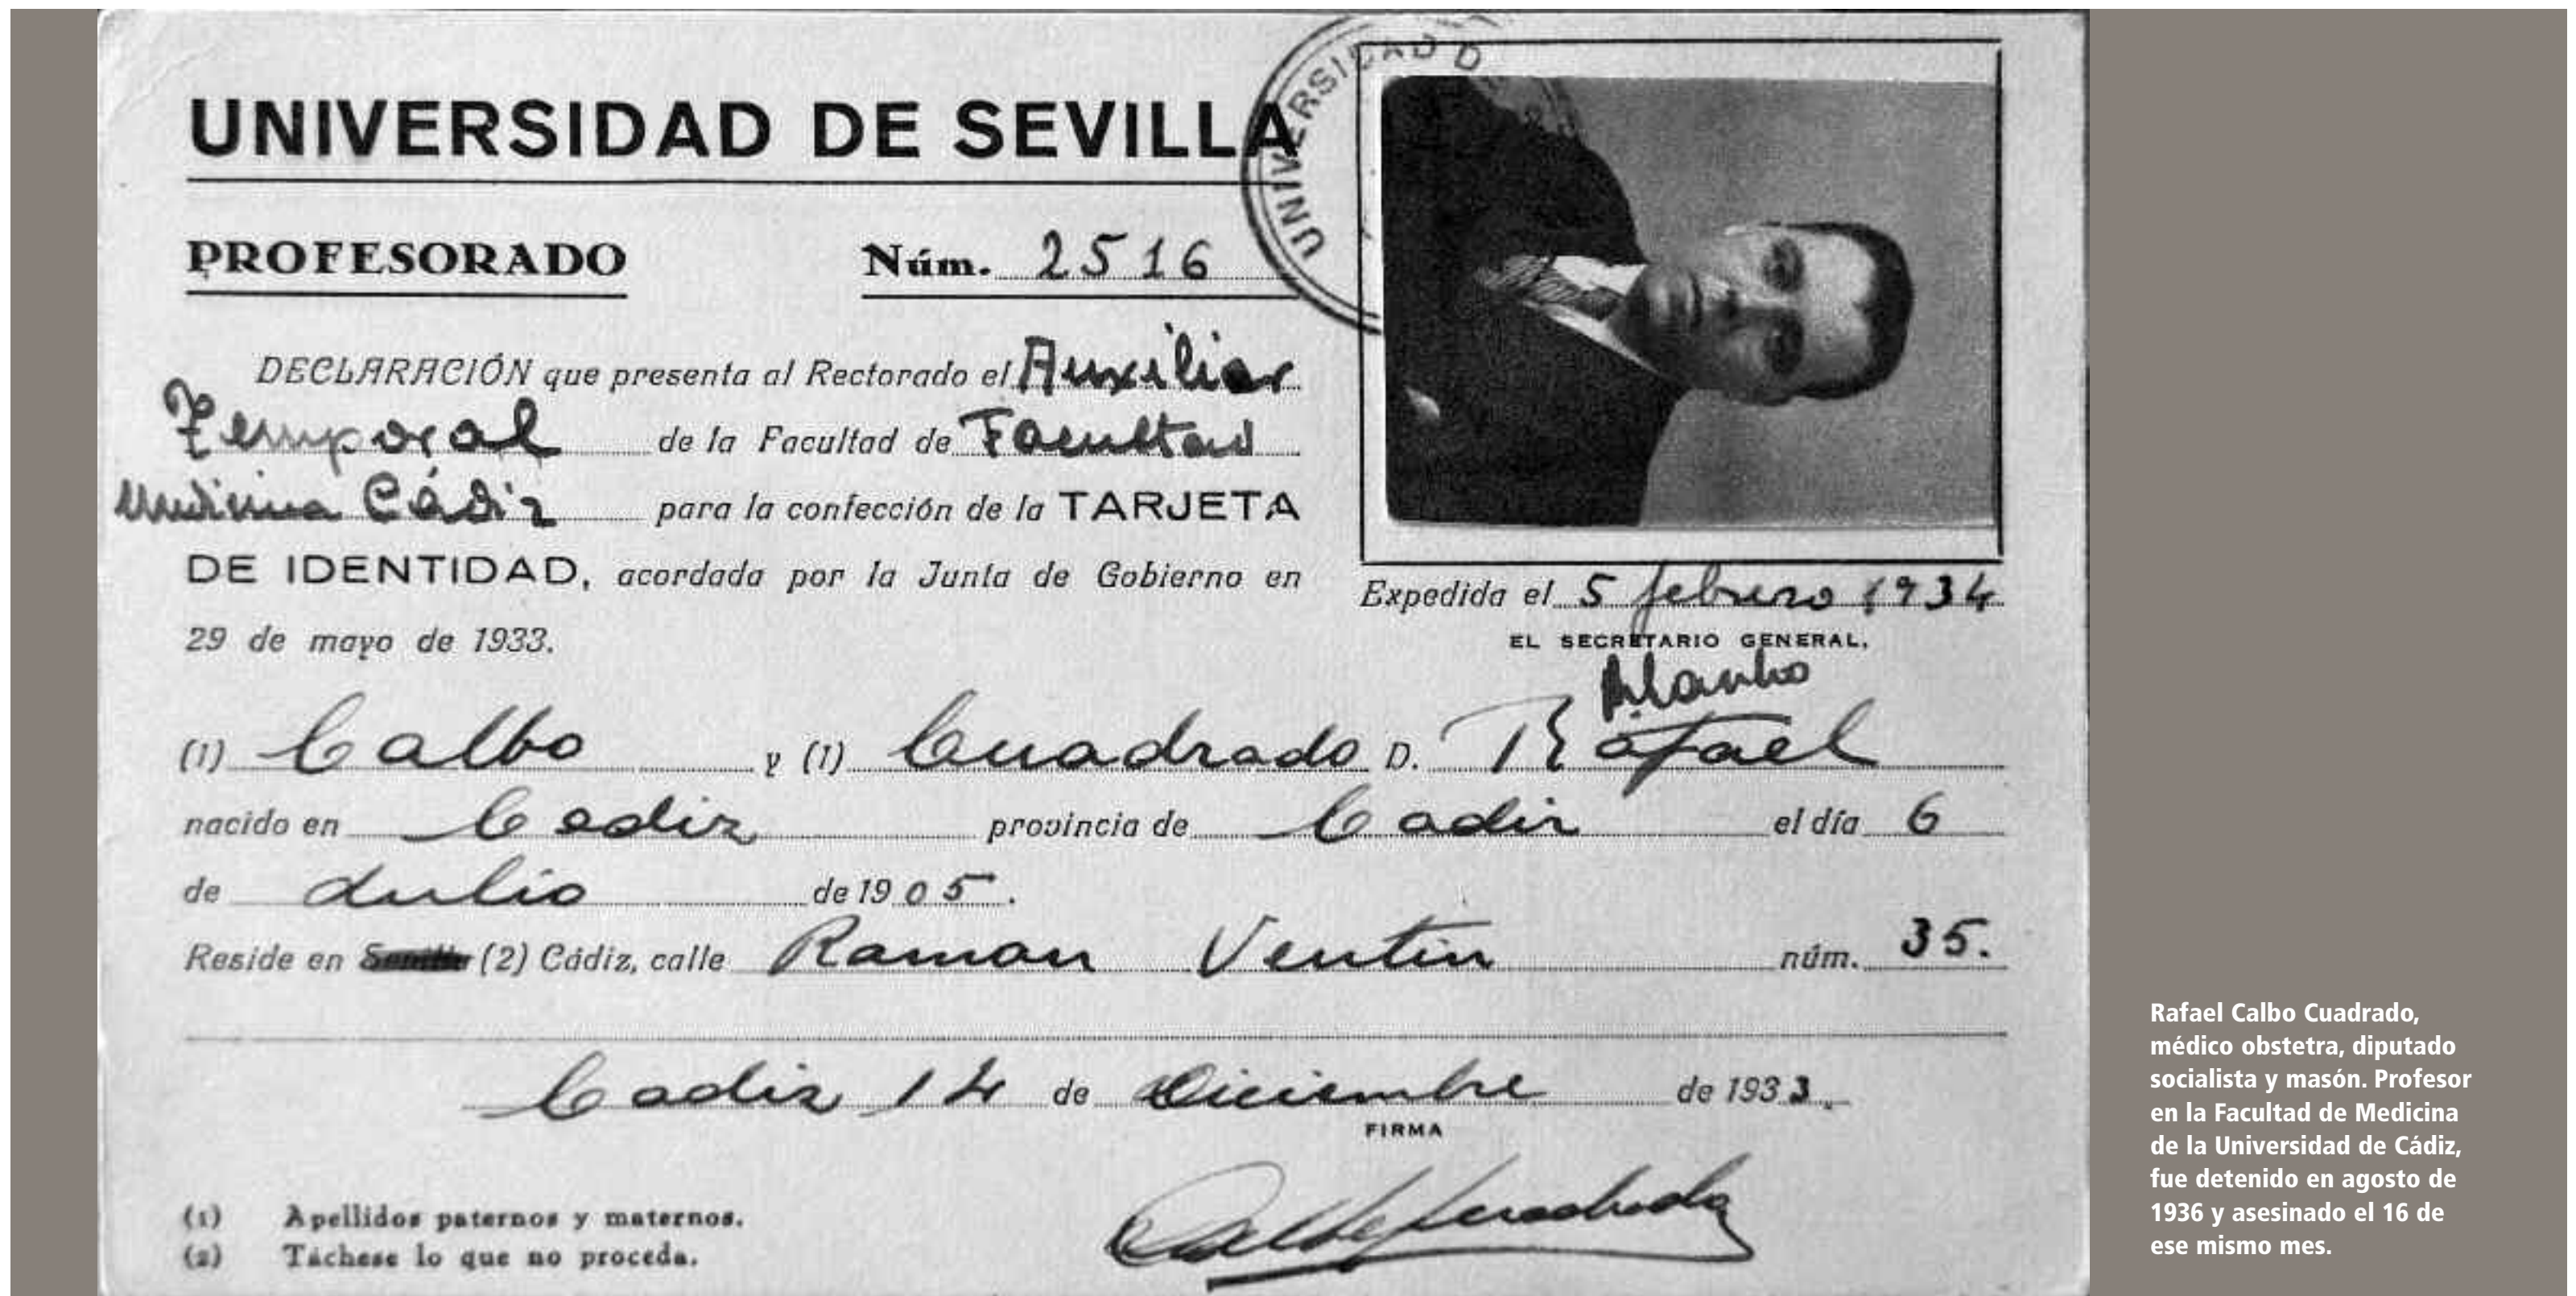 UNIVERSIDAD DE SEVILLA
UNIVERSIDAD D
PROFESORADO
Núm. 2516
DECLARACIÓN que presenta al Rectorado el Auxiliar
Temporal de la Facultad de Facultad
Medicina Cádiz para la confección de la TARJETA
DE IDENTIDAD, acordada por la Junta de Gobierno en
29 de mayo de 1933.
Expedida el 5 febrero 1934
EL SECRETARIO GENERAL,
(1) Calbo y (1) Cuadrado D. Rafael
nacido en Cadiz provincia de Cadiz el día 6
de Julio de 1905.
Reside en Sevilla (2) Cádiz, calle Ramon Ventin núm. 35.
Cadiz 14 de Diciembre de 1933.
FIRMA
(1) Apellidos paternos y maternos.
(2) Táchese lo que no proceda.
Rafael Calbo Cuadrado,
médico obstetra, diputado
socialista y masón. Profesor
en la Facultad de Medicina
de la Universidad de Cádiz,
fue detenido en agosto de
1936 y asesinado el 16 de
ese mismo mes.